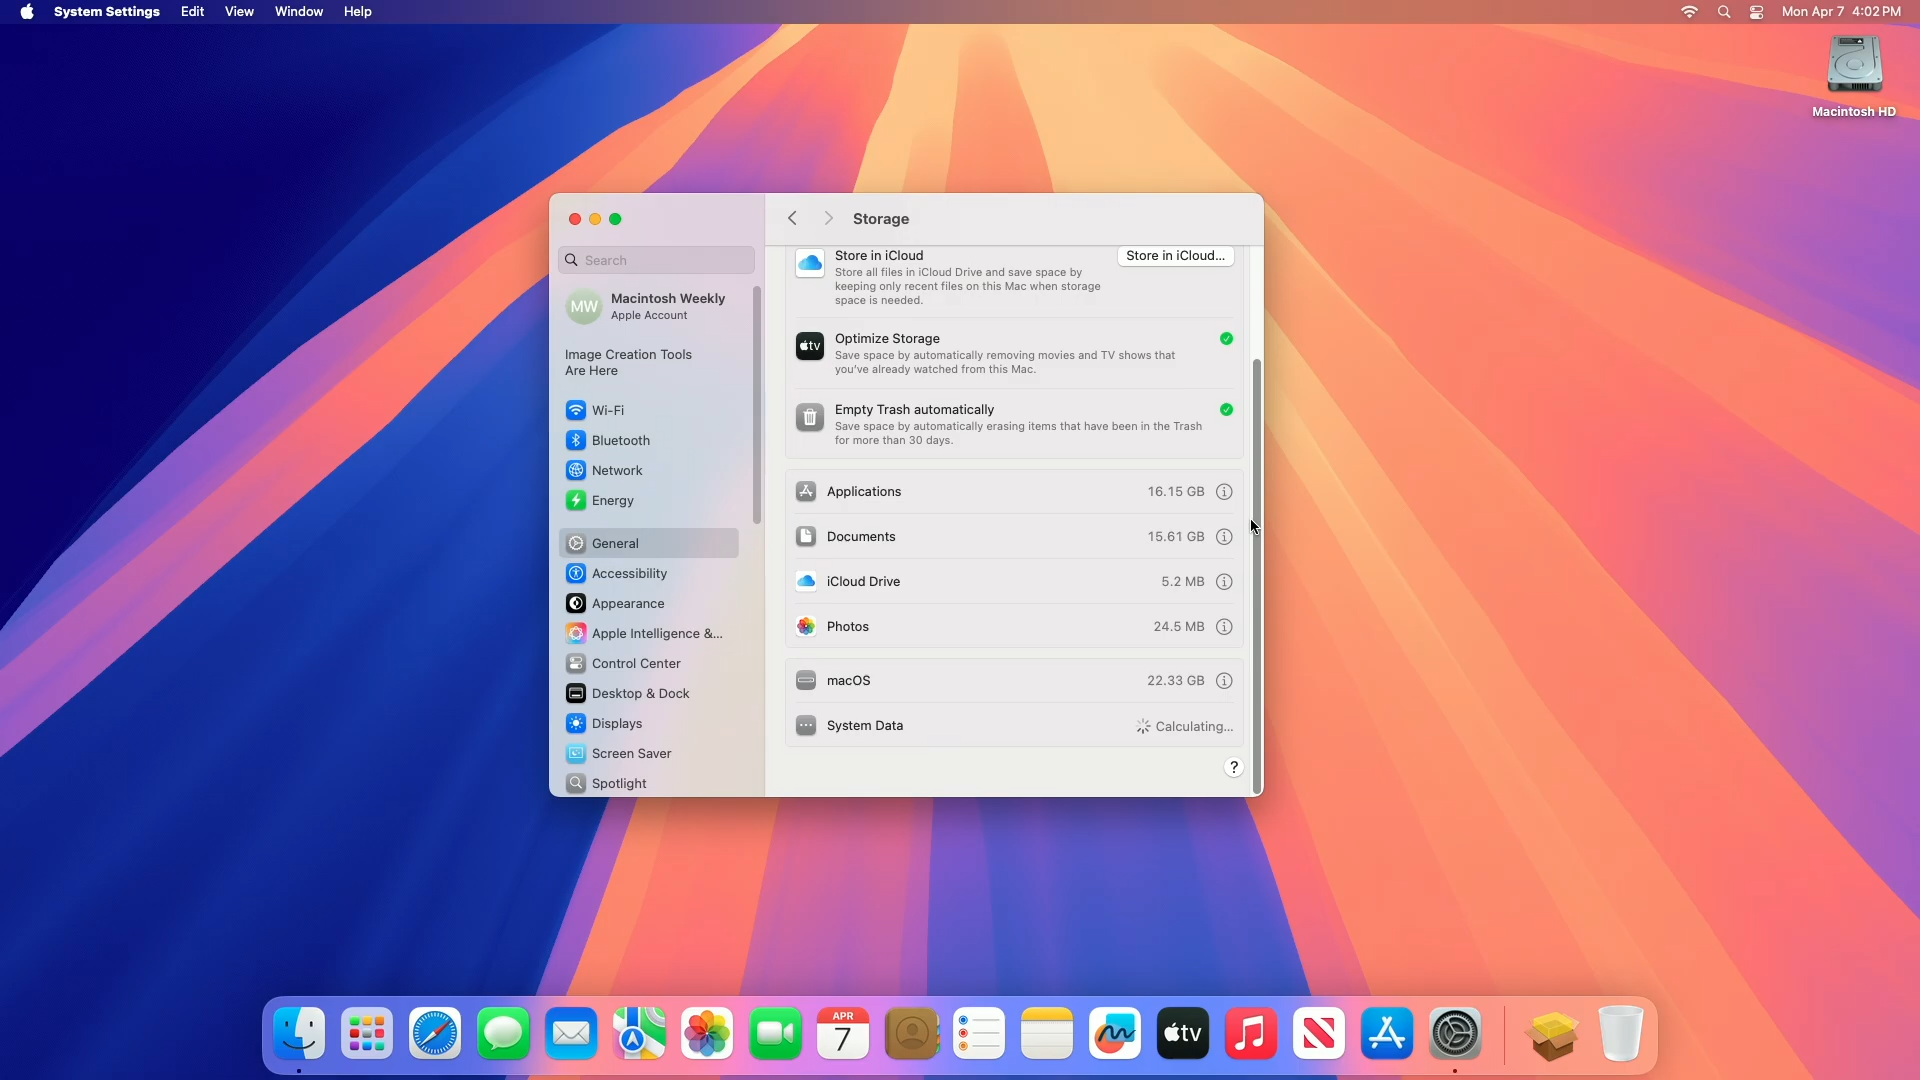 System Settings Edit View Window Help
Mon Apr 7 4:02 PM
Macintosh HD
Search
MW
Macintosh Weekly
Apple Account
Image Creation Tools
Are Here
Wi-Fi
Bluetooth
Network
Energy
General
Accessibility
Appearance
Apple Intelligence &...
Control Center
Desktop & Dock
Displays
Screen Saver
Spotlight
Storage
Store in iCloud
Store in iCloud...
Store all files in iCloud Drive and save space by
keeping only recent files on this Mac when storage
space is needed.
tv
Optimize Storage
Save space by automatically removing movies and TV shows that
you've already watched from this Mac.
Empty Trash automatically
Save space by automatically erasing items that have been in the Trash
for more than 30 days.
Applications 16.15 GB
Documents 15.61 GB
iCloud Drive 5.2 MB
Photos 24.5 MB
macOS 22.33 GB
System Data Calculating...
?
APR
7
tv